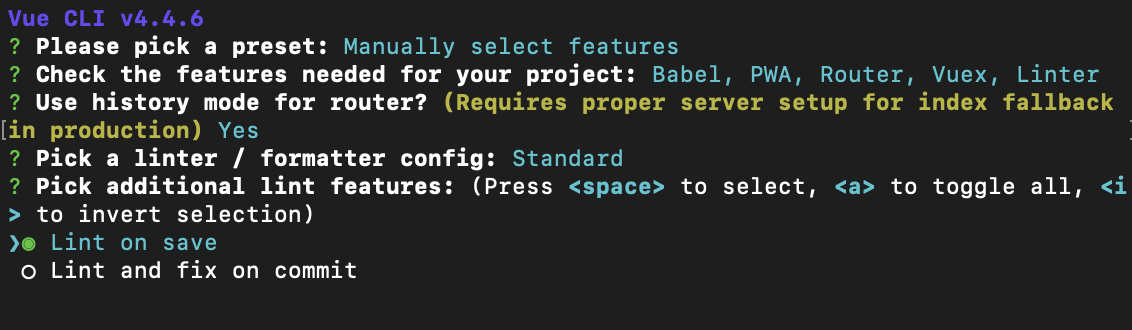 Vue CLI v4.4.6
? Please pick a preset: Manually select features
? Check the features needed for your project: Babel, PWA, Router, Vuex, Linter
? Use history mode for router? (Requires proper server setup for index fallback
in production) Yes
? Pick a linter / formatter config: Standard
? Pick additional lint features: (Press <space> to select, <a> to toggle all, <i
> to invert selection)
❯◉ Lint on save
○ Lint and fix on commit